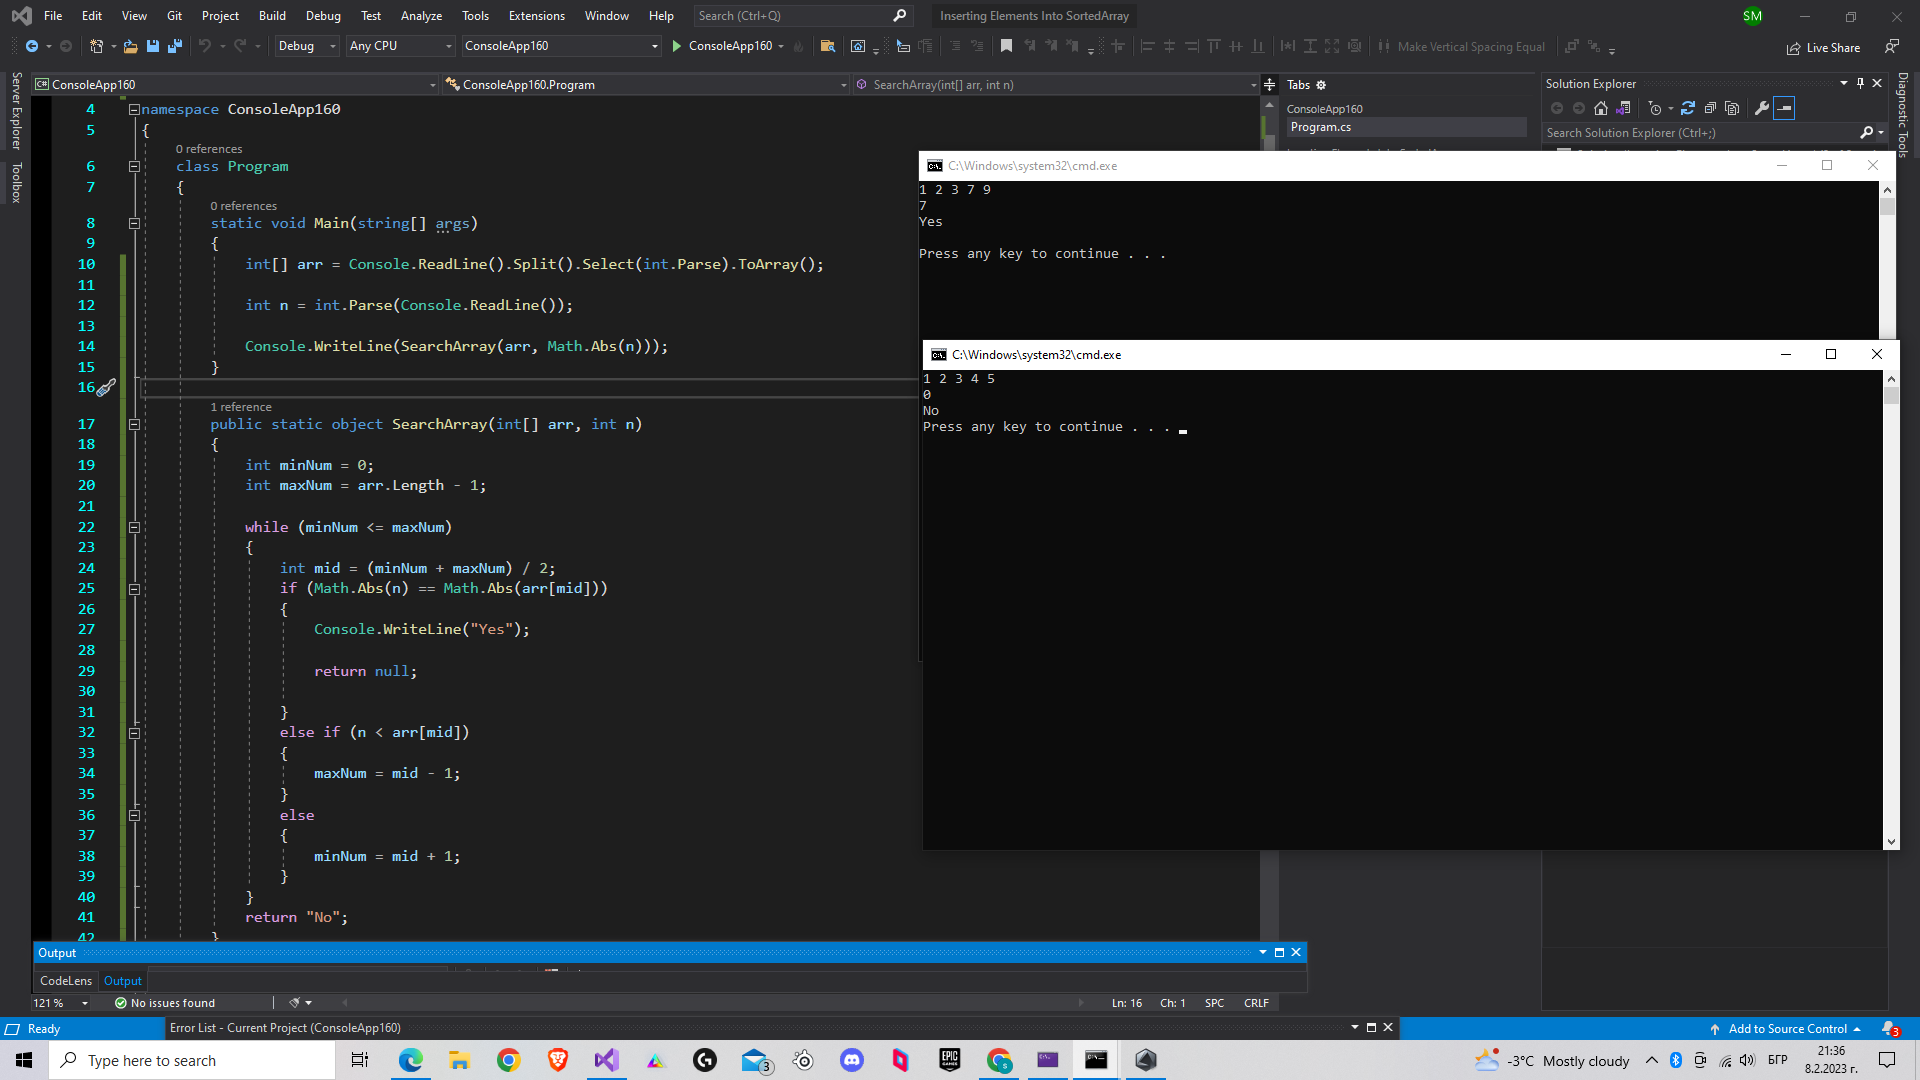 File Edit View Git Project Build Debug Test Analyze Tools Extensions Window Help Search (Ctrl+Q) Inserting Elements Into SortedArray SM
Debug Any CPU ConsoleApp160 ConsoleApp160 Make Vertical Spacing Equal Live Share
Server Explorer
Toolbox
ConsoleApp160 ConsoleApp160.Program SearchArray(int[] arr, int n)
4 namespace ConsoleApp160
5 {
0 references
6 class Program
7 {
0 references
8 static void Main(string[] args)
9 {
10 int[] arr = Console.ReadLine().Split().Select(int.Parse).ToArray();
11
12 int n = int.Parse(Console.ReadLine());
13
14 Console.WriteLine(SearchArray(arr, Math.Abs(n)));
15 }
16
1 reference
17 public static object SearchArray(int[] arr, int n)
18 {
19 int minNum = 0;
20 int maxNum = arr.Length - 1;
21
22 while (minNum <= maxNum)
23 {
24 int mid = (minNum + maxNum) / 2;
25 if (Math.Abs(n) == Math.Abs(arr[mid]))
26 {
27 Console.WriteLine("Yes");
28
29 return null;
30
31 }
32 else if (n < arr[mid])
33 {
34 maxNum = mid - 1;
35 }
36 else
37 {
38 minNum = mid + 1;
39 }
40 }
41 return "No";
42 }
Tabs
ConsoleApp160
Program.cs
Solution Explorer
Search Solution Explorer (Ctrl+;)
Diagnostic Tools
C:\Windows\system32\cmd.exe
1 2 3 7 9
7
Yes
Press any key to continue . . .
C:\Windows\system32\cmd.exe
1 2 3 4 5
0
No
Press any key to continue . . .
Output
CodeLens Output
121 % No issues found Ln: 16 Ch: 1 SPC CRLF
Ready Error List - Current Project (ConsoleApp160) Add to Source Control 3
Type here to search 3 -3°C Mostly cloudy БГР 21:36
8.2.2023 г.